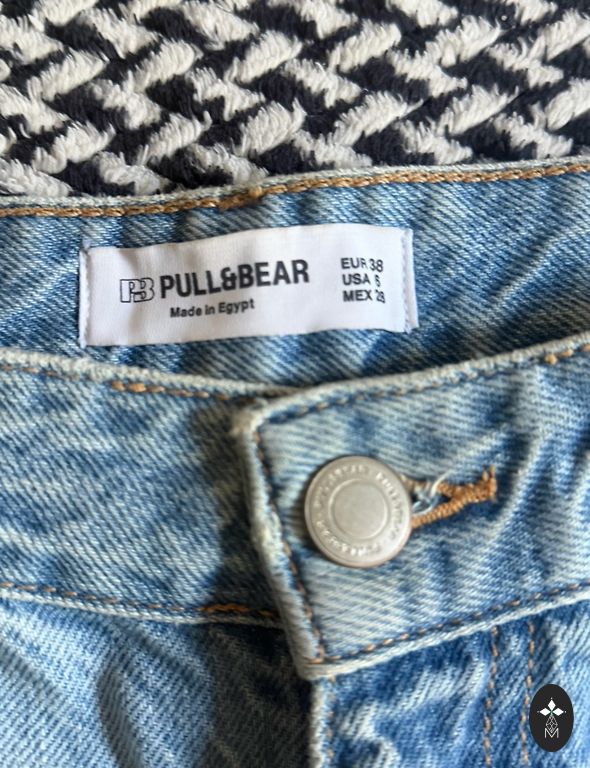 PB PULL&BEAR
Made in Egypt
EUR 38
USA 6
MEX 28